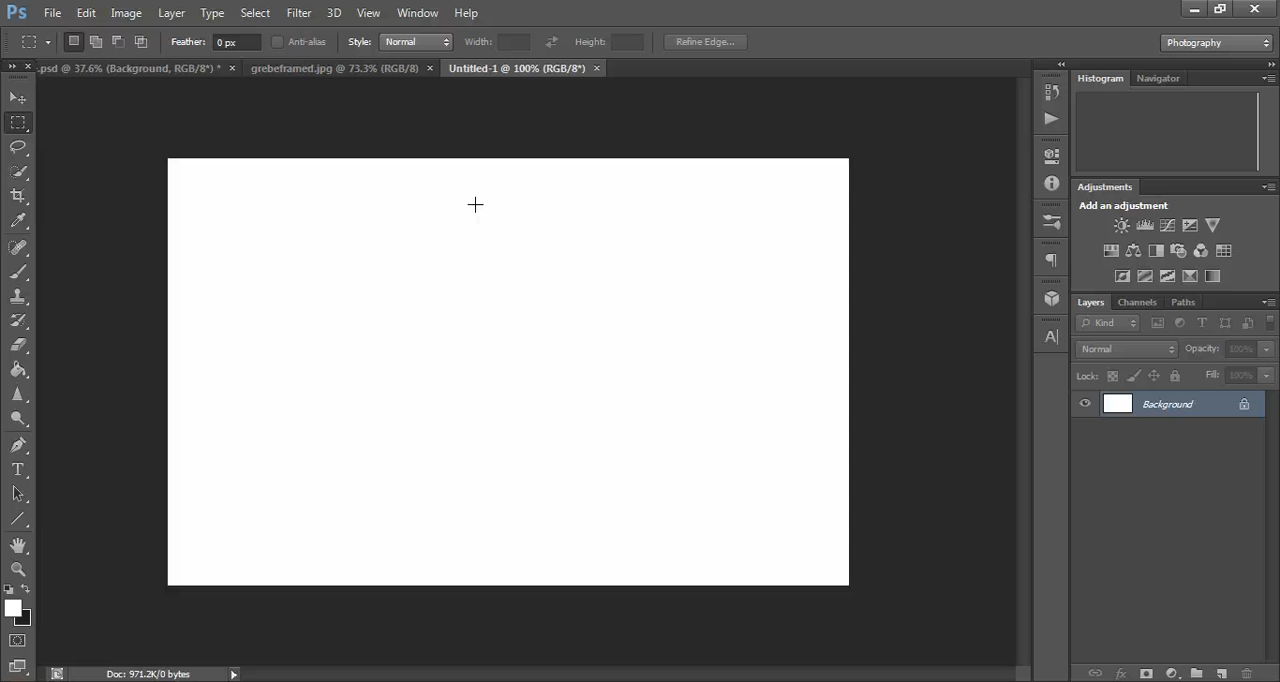 Ps File Edit Image Layer Type Select Filter 3D View Window Help
Feather: 0 px Anti-alias Style: Normal Width: Height: Refine Edge... Photography
.psd @ 37.6% (Background, RGB/8*) * × grebeframed.jpg @ 73.3% (RGB/8) × Untitled-1 @ 100% (RGB/8*) ×
Histogram Navigator
Adjustments
Add an adjustment
Layers Channels Paths
Kind T
Normal Opacity: 100%
Lock: Fill: 100%
Background
A
T
fx
Doc: 971.2K/0 bytes